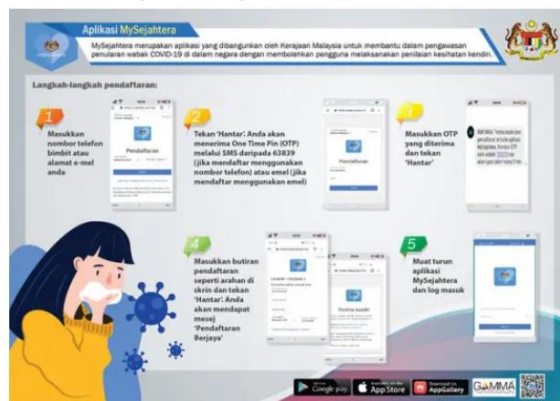 Aplikasi MySejahtera
MySejahtera merupakan aplikasi yang dibangunkan oleh Kerajaan Malaysia untuk membantu dalam pengawasan
penularan wabak COVID-19 di dalam negara dengan membolehkan pengguna melaksanakan penilaian kesihatan kendiri.
Langkah-langkah pendaftaran:
1
Masukkan
nombor telefon
bimbit atau
alamat e-mel
anda
Pendaftaran
2
Tekan 'Hantar'. Anda akan
menerima One Time Pin (OTP)
melalui SMS daripada 63839
(jika mendaftar menggunakan
nombor telefon) atau emel (jika
mendaftar menggunakan emel)
Pendaftaran
3
Masukkan OTP
yang diterima
dan tekan
'Hantar'
4
Masukkan butiran
pendaftaran
seperti arahan di
skrin dan tekan
'Hantar'. Anda
akan mendapat
mesej
'Pendaftaran
Berjaya'
5
Muat turun
aplikasi
MySejahtera
dan log masuk
Google play
App Store
AppGallery
GAMMA